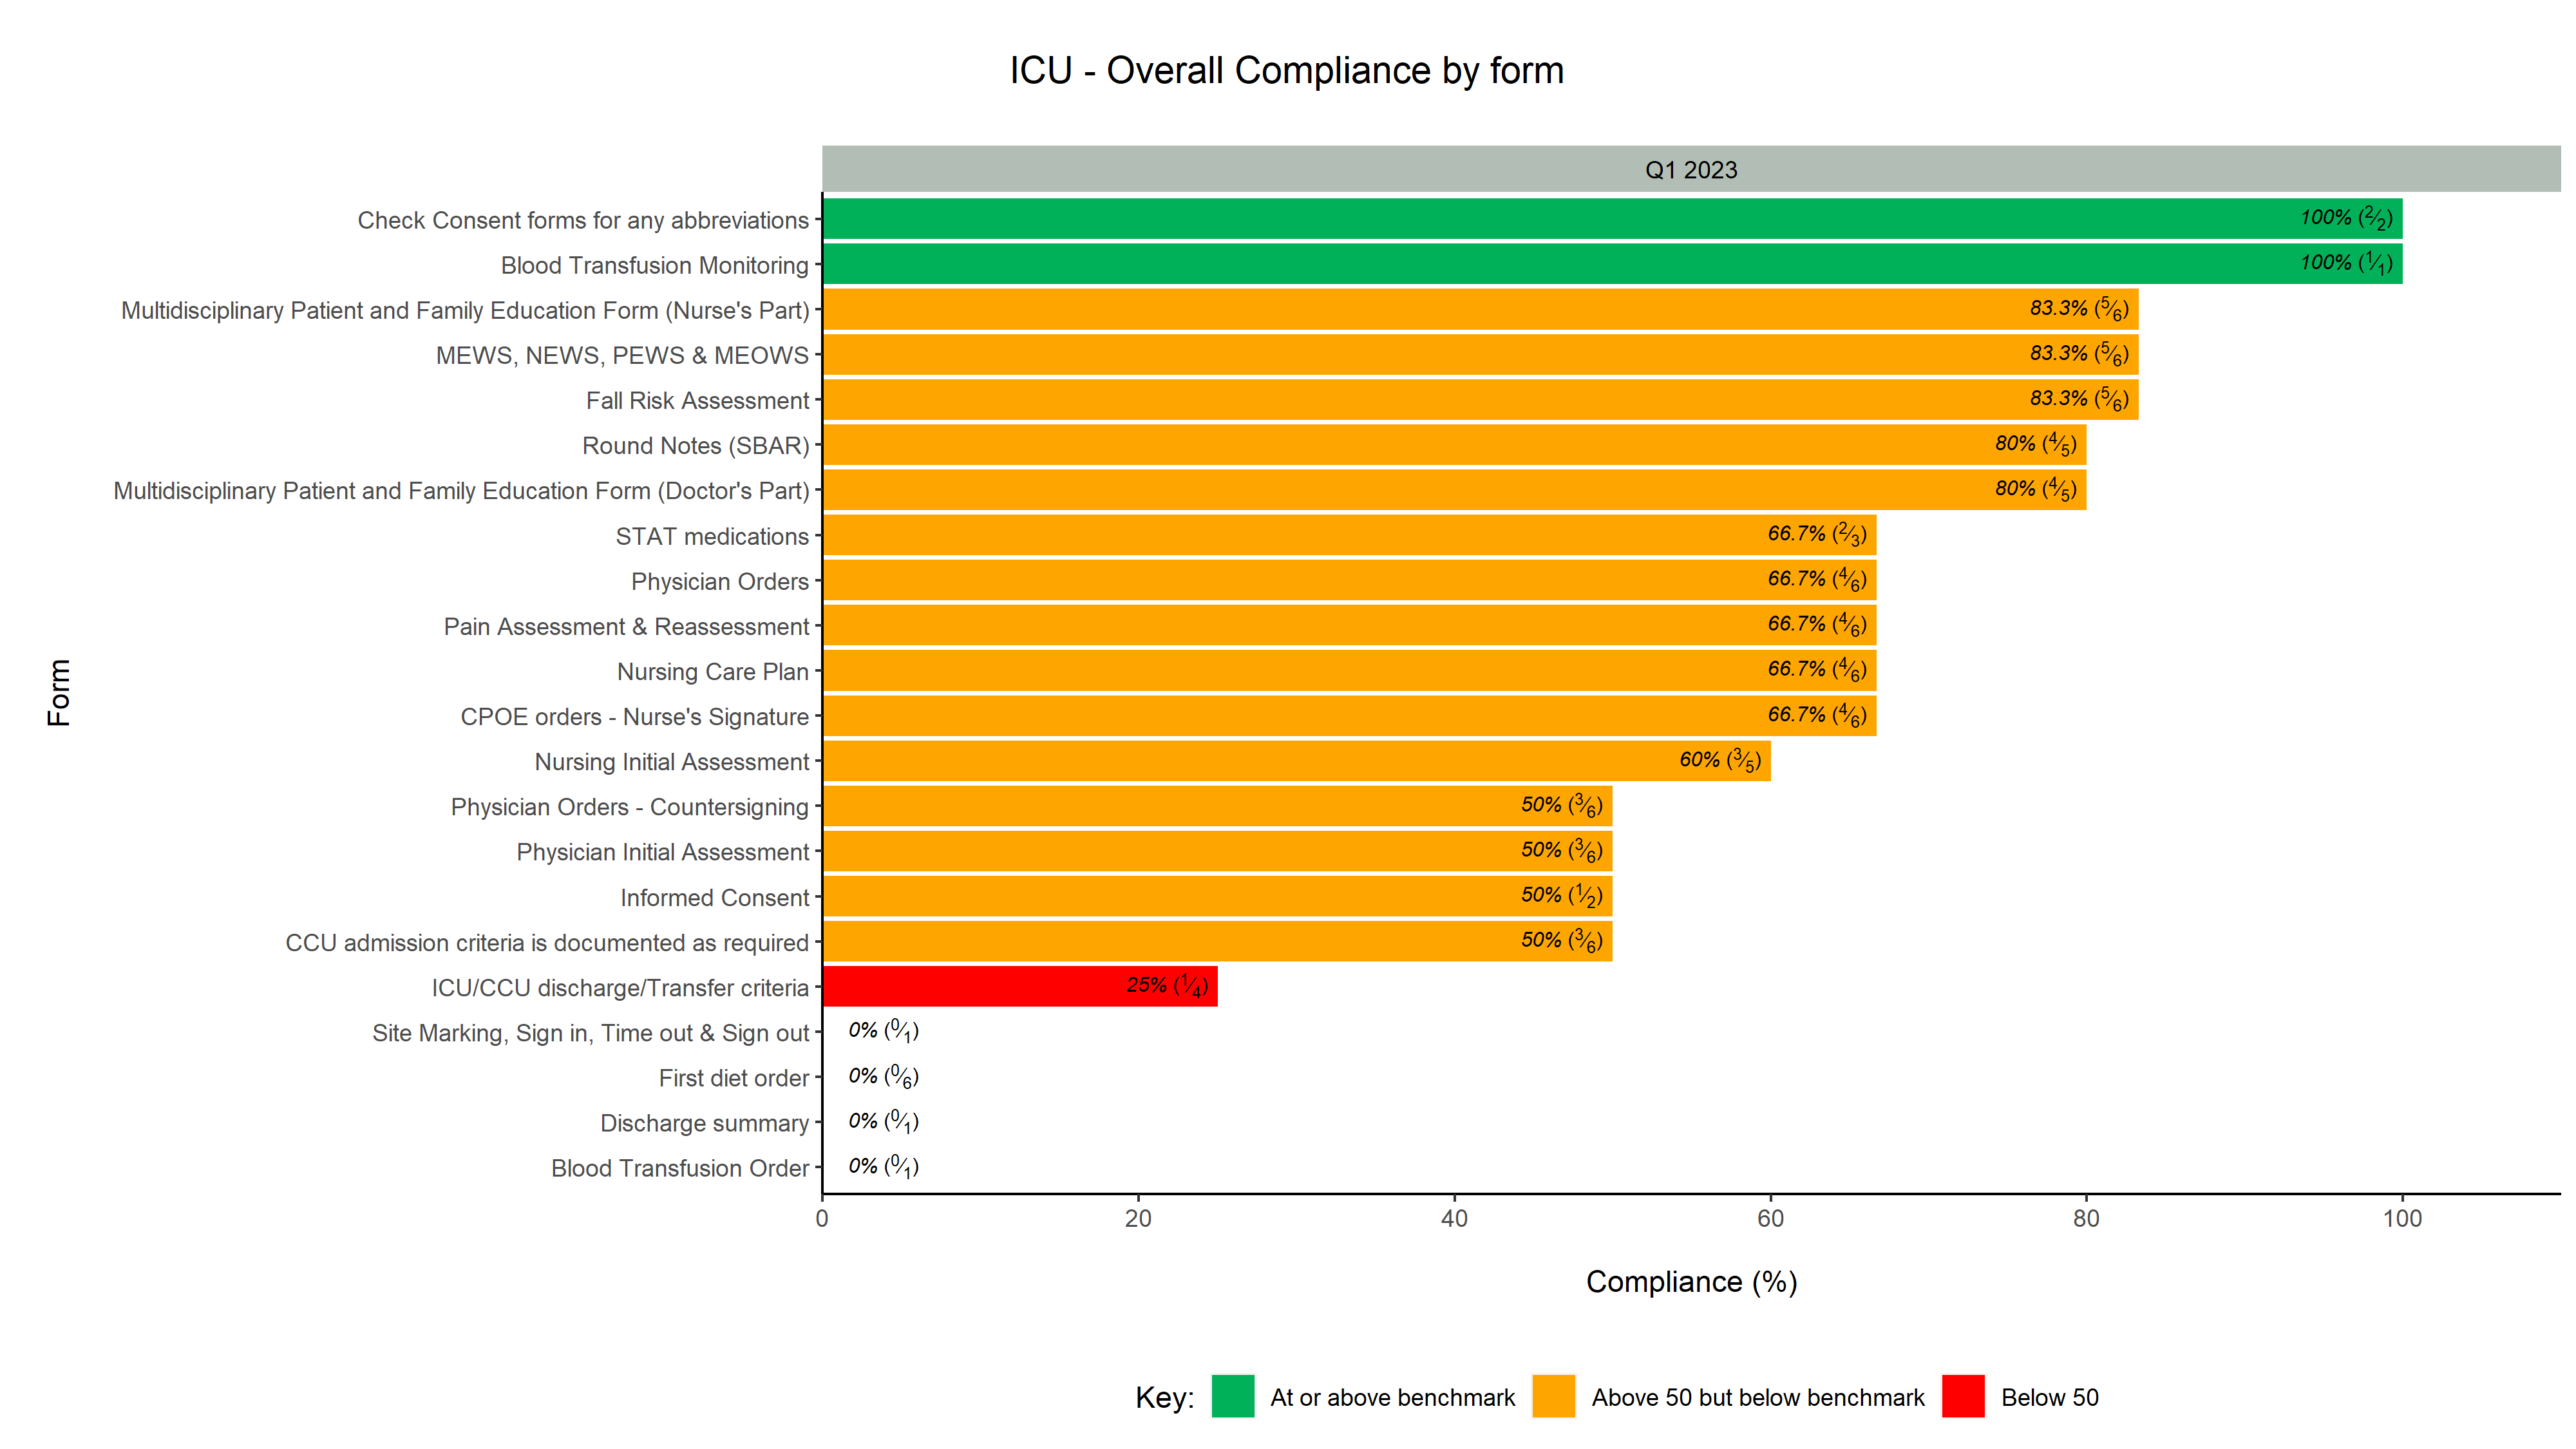 ICU - Overall Compliance by form
Q1 2023
Form
Check Consent forms for any abbreviations 100% (2/2)
Blood Transfusion Monitoring 100% (1/1)
Multidisciplinary Patient and Family Education Form (Nurse's Part) 83.3% (5/6)
MEWS, NEWS, PEWS & MEOWS 83.3% (5/6)
Fall Risk Assessment 83.3% (5/6)
Round Notes (SBAR) 80% (4/5)
Multidisciplinary Patient and Family Education Form (Doctor's Part) 80% (4/5)
STAT medications 66.7% (2/3)
Physician Orders 66.7% (4/6)
Pain Assessment & Reassessment 66.7% (4/6)
Nursing Care Plan 66.7% (4/6)
CPOE orders - Nurse's Signature 66.7% (4/6)
Nursing Initial Assessment 60% (3/5)
Physician Orders - Countersigning 50% (3/6)
Physician Initial Assessment 50% (3/6)
Informed Consent 50% (1/2)
CCU admission criteria is documented as required 50% (3/6)
ICU/CCU discharge/Transfer criteria 25% (1/4)
Site Marking, Sign in, Time out & Sign out 0% (0/1)
First diet order 0% (0/6)
Discharge summary 0% (0/1)
Blood Transfusion Order 0% (0/1)
0 20 40 60 80 100
Compliance (%)
Key: At or above benchmark Above 50 but below benchmark Below 50